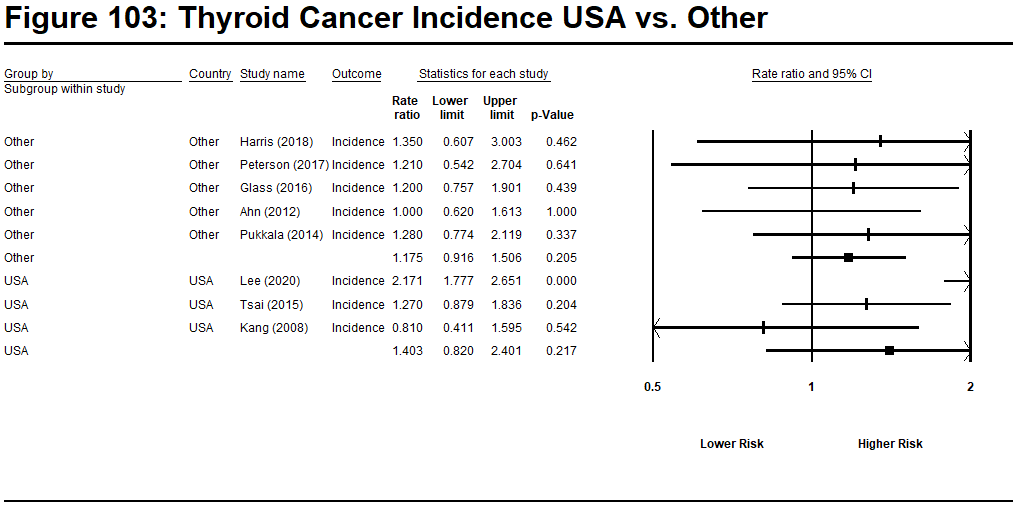 Figure 103: Thyroid Cancer Incidence USA vs. Other
Group by Country Study name Outcome Statistics for each study Rate ratio and 95% CI
Subgroup within study
Rate Lower Upper
ratio limit limit p-Value
Other Other Harris (2018) Incidence 1.350 0.607 3.003 0.462
Other Other Peterson (2017) Incidence 1.210 0.542 2.704 0.641
Other Other Glass (2016) Incidence 1.200 0.757 1.901 0.439
Other Other Ahn (2012) Incidence 1.000 0.620 1.613 1.000
Other Other Pukkala (2014) Incidence 1.280 0.774 2.119 0.337
Other 1.175 0.916 1.506 0.205
USA USA Lee (2020) Incidence 2.171 1.777 2.651 0.000
USA USA Tsai (2015) Incidence 1.270 0.879 1.836 0.204
USA USA Kang (2008) Incidence 0.810 0.411 1.595 0.542
USA 1.403 0.820 2.401 0.217
0.5 1 2
Lower Risk Higher Risk